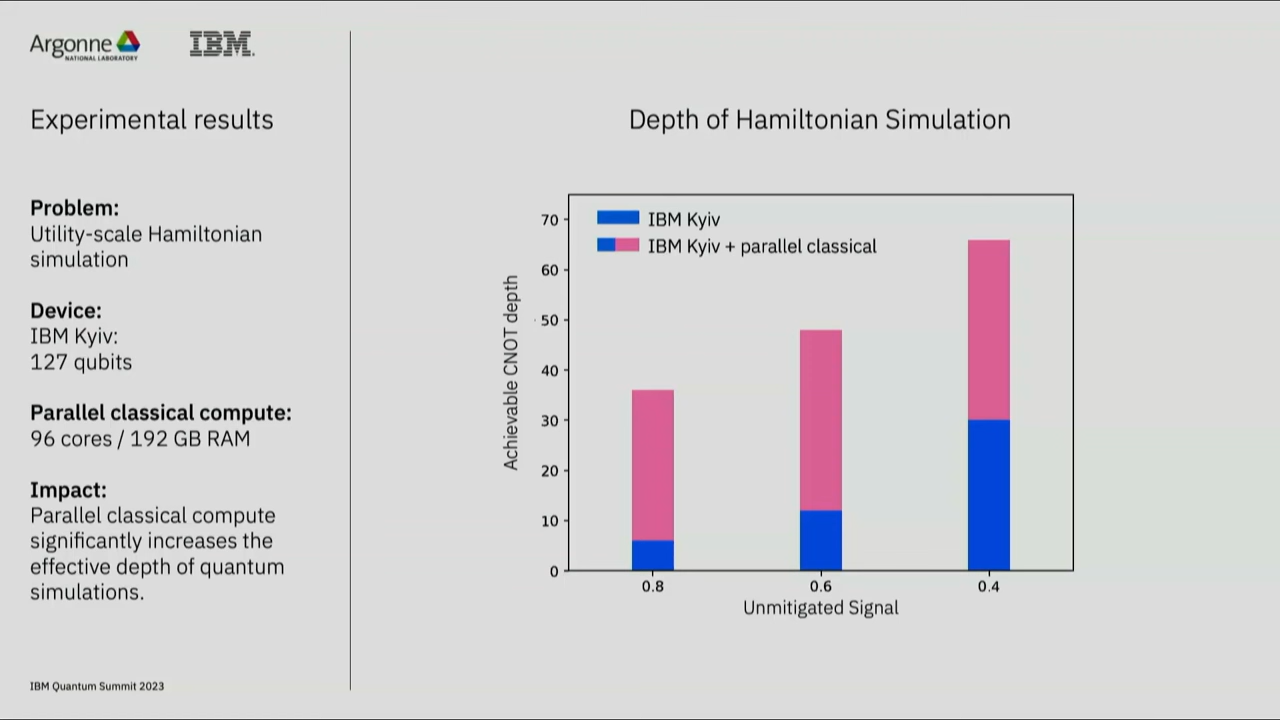 Argonne
NATIONAL LABORATORY
IBM
Experimental results
Problem:
Utility-scale Hamiltonian
simulation
Device:
IBM Kyiv:
127 qubits
Parallel classical compute:
96 cores / 192 GB RAM
Impact:
Parallel classical compute
significantly increases the
effective depth of quantum
simulations.
IBM Quantum Summit 2023
Depth of Hamiltonian Simulation
IBM Kyiv
IBM Kyiv + parallel classical
Achievable CNOT depth
70
60
50
40
30
20
10
0
0.8 0.6 0.4
Unmitigated Signal